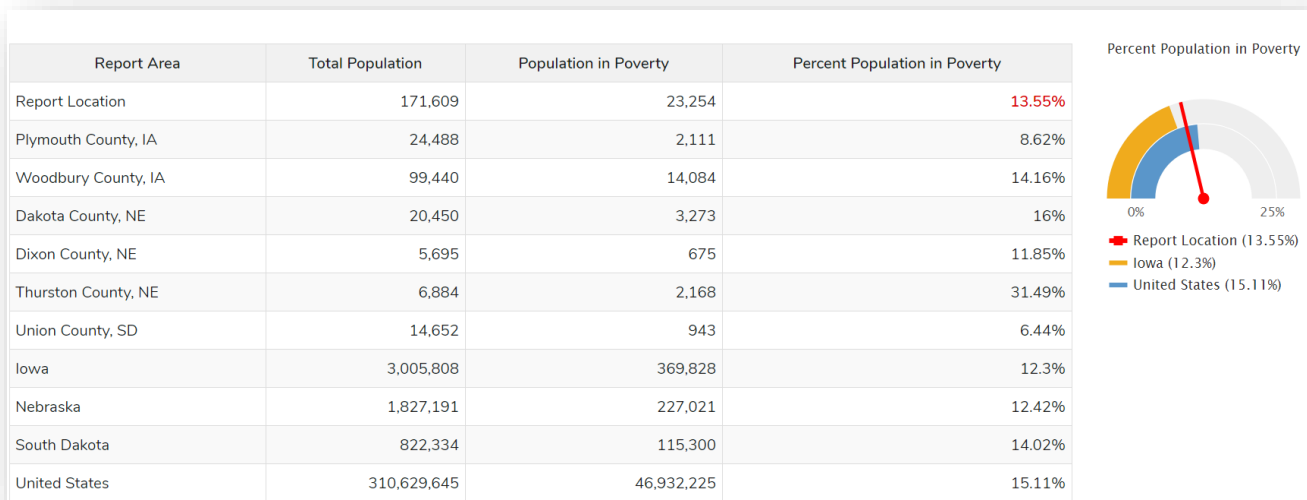 Report Area Total Population Population in Poverty Percent Population in Poverty
Report Location 171,609 23,254 13.55%
Plymouth County, IA 24,488 2,111 8.62%
Woodbury County, IA 99,440 14,084 14.16%
Dakota County, NE 20,450 3,273 16%
Dixon County, NE 5,695 675 11.85%
Thurston County, NE 6,884 2,168 31.49%
Union County, SD 14,652 943 6.44%
Iowa 3,005,808 369,828 12.3%
Nebraska 1,827,191 227,021 12.42%
South Dakota 822,334 115,300 14.02%
United States 310,629,645 46,932,225 15.11%
Percent Population in Poverty
0% 25%
Report Location (13.55%)
Iowa (12.3%)
United States (15.11%)